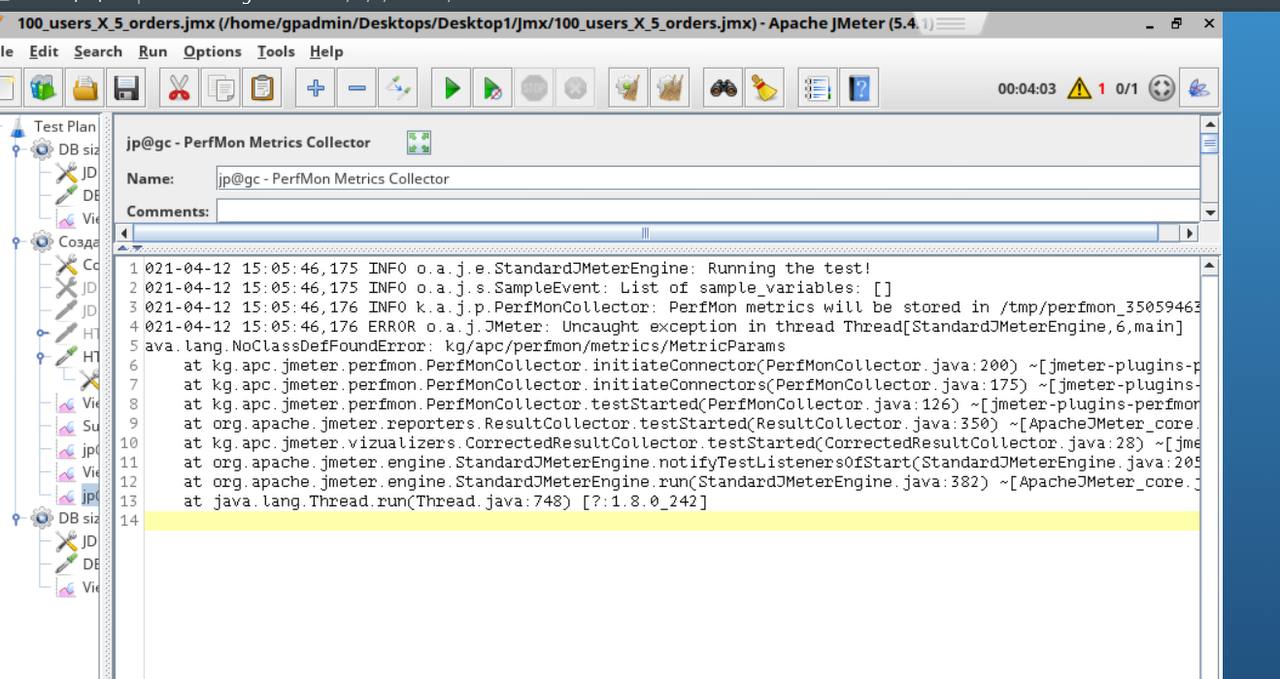 100_users_X_5_orders.jmx (/home/gpadmin/Desktops/Desktop1/Jmx/100_users_X_5_orders.jmx) - Apache JMeter (5.4.1)
le Edit Search Run Options Tools Help
STOP 00:04:03 1 0/1
Test Plan
DB siz
JD
DE
Vie
Созда
Co
JD
JD
HT
HT
Vie
Su
jp@
Vie
jp@
DB siz
JD
DE
Vie
jp@gc - PerfMon Metrics Collector
Name: jp@gc - PerfMon Metrics Collector
Comments:
1 021-04-12 15:05:46,175 INFO o.a.j.e.StandardJMeterEngine: Running the test!
2 021-04-12 15:05:46,175 INFO o.a.j.s.SampleEvent: List of sample_variables: []
3 021-04-12 15:05:46,176 INFO k.a.j.p.PerfMonCollector: PerfMon metrics will be stored in /tmp/perfmon_35059463
4 021-04-12 15:05:46,176 ERROR o.a.j.JMeter: Uncaught exception in thread Thread[StandardJMeterEngine,6,main]
5 ava.lang.NoClassDefFoundError: kg/apc/perfmon/metrics/MetricParams
6 at kg.apc.jmeter.perfmon.PerfMonCollector.initiateConnector(PerfMonCollector.java:200) ~[jmeter-plugins-p
7 at kg.apc.jmeter.perfmon.PerfMonCollector.initiateConnectors(PerfMonCollector.java:175) ~[jmeter-plugins-
8 at kg.apc.jmeter.perfmon.PerfMonCollector.testStarted(PerfMonCollector.java:126) ~[jmeter-plugins-perfmon
9 at org.apache.jmeter.reporters.ResultCollector.testStarted(ResultCollector.java:350) ~[ApacheJMeter_core.
10 at kg.apc.jmeter.vizualizers.CorrectedResultCollector.testStarted(CorrectedResultCollector.java:28) ~[jme
11 at org.apache.jmeter.engine.StandardJMeterEngine.notifyTestListenersOfStart(StandardJMeterEngine.java:205
12 at org.apache.jmeter.engine.StandardJMeterEngine.run(StandardJMeterEngine.java:382) ~[ApacheJMeter_core.j
13 at java.lang.Thread.run(Thread.java:748) [?:1.8.0_242]
14